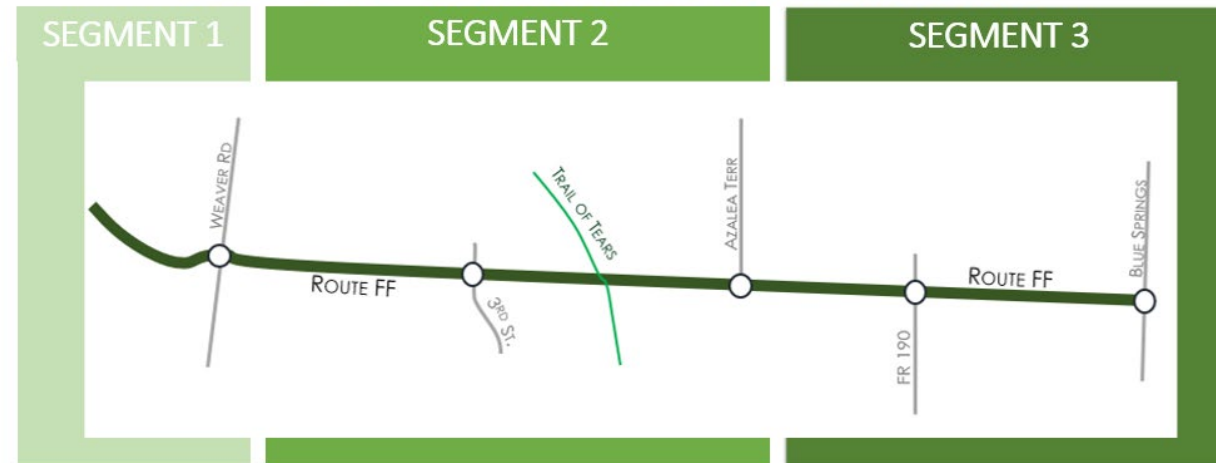 SEGMENT 1
SEGMENT 2
SEGMENT 3
WEAVER RD
ROUTE FF
3RD ST.
TRAIL OF TEARS
AZALEA TERR
FR 190
ROUTE FF
BLUE SPRINGS